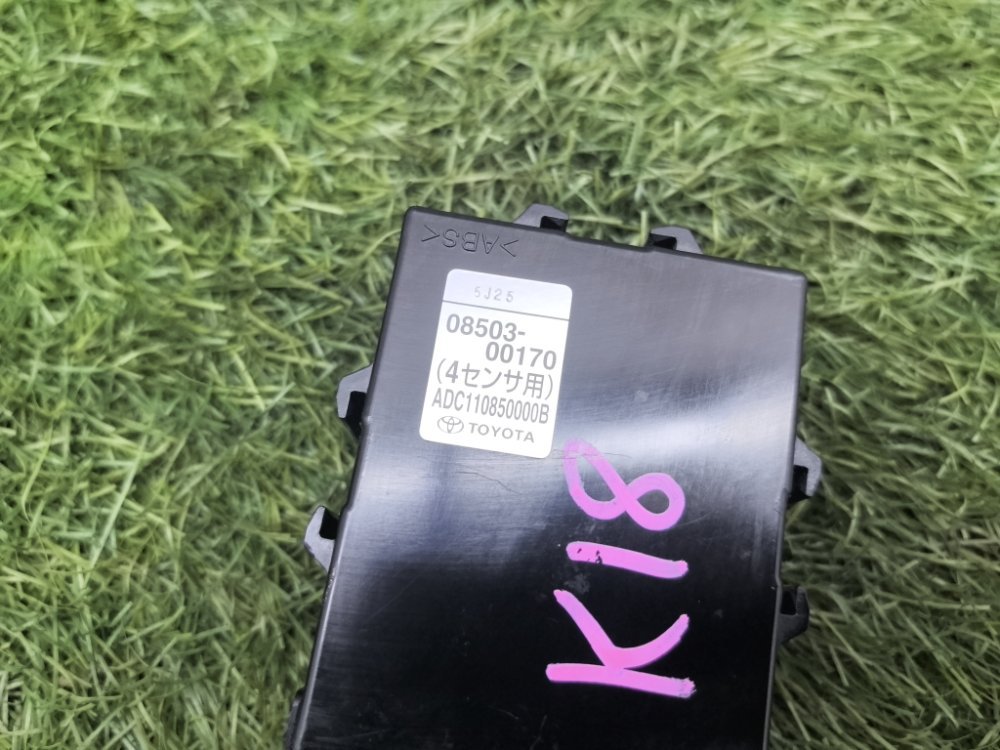 >ABS<
5J25
08503-
00170
(4センサ用)
ADC110850000B
TOYOTA
K18